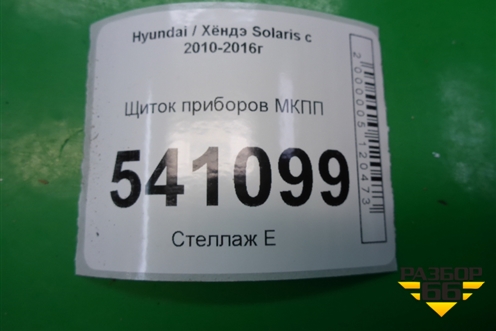 Hyundai / Хёндэ Solaris с
2010-2016г
Щиток приборов МКПП
541099
Стеллаж Е
2000005120473
РАЗБОР
66